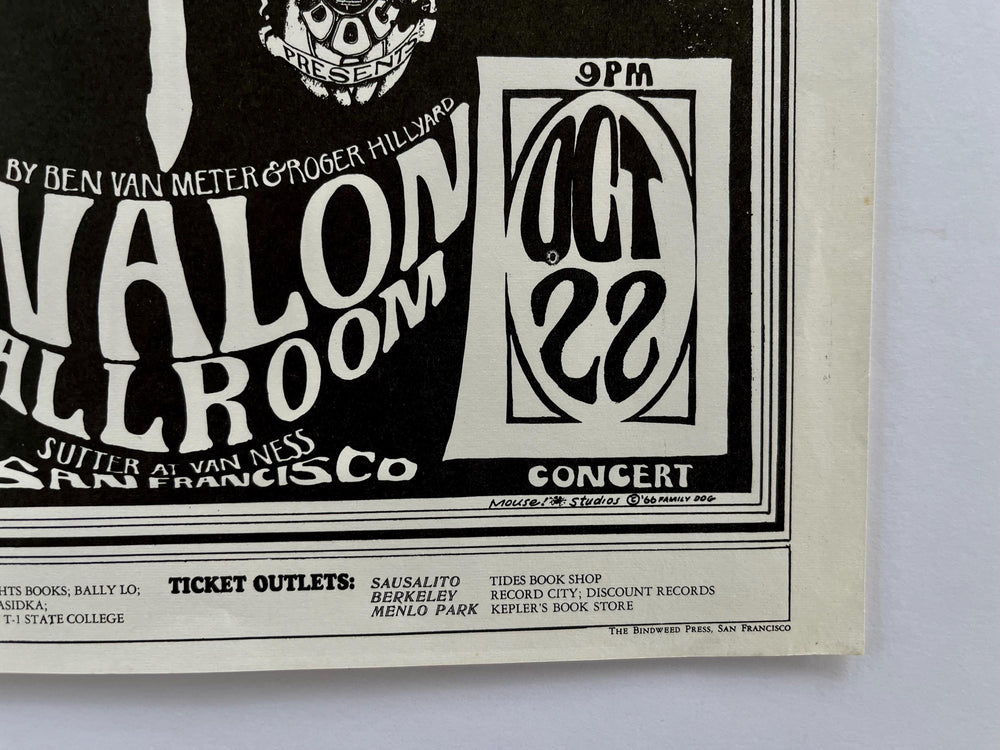 DOG
PRESENTS
BY BEN VAN METER & ROGER HILLYARD
VALON
ALLROOM
SUTTER AT VAN NESS
SAN FRANCISCO
9PM
OCT
22
CONCERT
MOUSE! STUDIOS © '66 FAMILY DOG
HTS BOOKS; BALLY LO;
ASIDKA;
T-1 STATE COLLEGE
TICKET OUTLETS:
SAUSALITO TIDES BOOK SHOP
BERKELEY RECORD CITY; DISCOUNT RECORDS
MENLO PARK KEPLER'S BOOK STORE
THE BINDWEED PRESS, SAN FRANCISCO